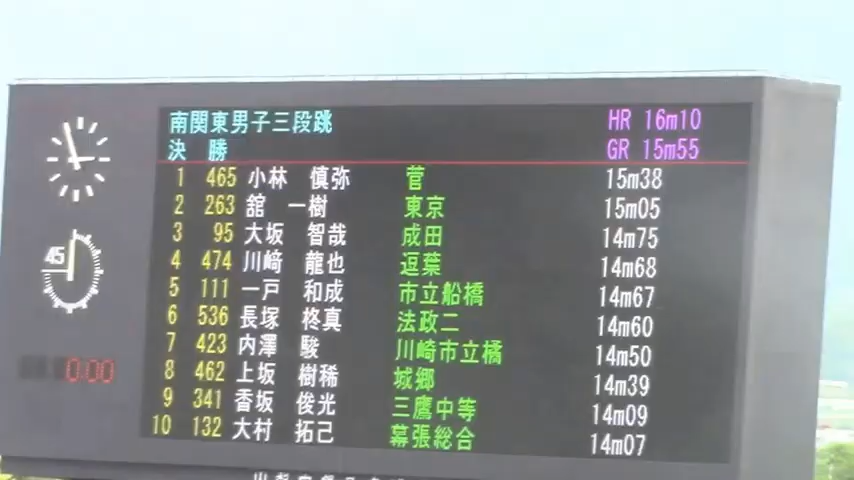 南関東男子三段跳 HR 16m10
決 勝 GR 15m55
1 465 小林 慎弥 菅 15m38
2 263 舘 一樹 東京 15m05
3 95 大坂 智哉 成田 14m75
4 474 川﨑 龍也 逗葉 14m68
5 111 一戸 和成 市立船橋 14m67
6 536 長塚 柊真 法政二 14m60
7 423 内澤 駿 川崎市立橘 14m50
8 462 上坂 樹稀 城郷 14m39
9 341 香坂 俊光 三鷹中等 14m09
10 132 大村 拓己 幕張総合 14m07
45
0:00